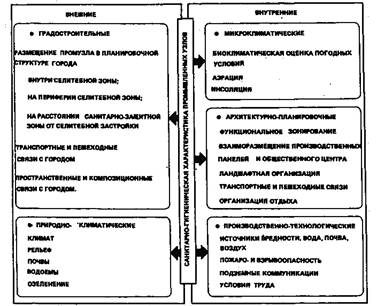 ВНЕШНИЕ
• ГРАДОСТРОИТЕЛЬНЫЕ
РАЗМЕЩЕНИЕ ПРОМУЗЛА В ПЛАНИРОВОЧНОЙ
СТРУКТУРЕ ГОРОДА
ВНУТРИ СЕЛИТЕБНОЙ ЗОНЫ;
НА ПЕРИФЕРИИ СЕЛИТЕБНОЙ ЗОНЫ;
НА РАССТОЯНИИ САНИТАРНО-ЗАЩИТНОЙ
ЗОНЫ ОТ СЕЛИТЕБНОЙ ЗАСТРОЙКИ
ТРАНСПОРТНЫЕ И ПЕШЕХОДНЫЕ
СВЯЗИ С ГОРОДОМ
ПРОСТРАНСТВЕННЫЕ И КОМПОЗИЦИОННЫЕ
СВЯЗИ С ГОРОДОМ.
• ПРИРОДНО-КЛИМАТИЧЕСКИЕ
КЛИМАТ
РЕЛЬЕФ
ПОЧВЫ
ВОДОЕМЫ
ОЗЕЛЕНЕНИЕ
САНИТАРНО-ГИГИЕНИЧЕСКАЯ ХАРАКТЕРИСТИКА ПРОМЫШЛЕННЫХ УЗЛОВ
ВНУТРЕННИЕ
• МИКРОКЛИМАТИЧЕСКИЕ
БИОКЛИМАТИЧЕСКАЯ ОЦЕНКА ПОГОДНЫХ
УСЛОВИЯ
АЭРАЦИЯ
ИНСОЛЯЦИЯ
• АРХИТЕКТУРНО-ПЛАНИРОВОЧНЫЕ
ФУНКЦИОНАЛЬНОЕ ЗОНИРОВАНИЕ
ВЗАИМОРАЗМЕЩЕНИЕ ПРОИЗВОДСТВЕННЫХ
ПАНЕЛЕЙ И ОБЩЕСТВЕННОГО ЦЕНТРА
ЛАНДШАФТНАЯ ОРГАНИЗАЦИЯ
ТРАНСПОРТНЫЕ И ПЕШЕХОДНЫЕ СВЯЗИ
ОРГАНИЗАЦИЯ ОТДЫХА
• ПРОИЗВОДСТВЕННО-ТЕХНОЛОГИЧЕСКИЕ
ИСТОЧНИКИ ВРЕДНОСТИ, ВОДА, ПОЧВА,
ВОЗДУХ
ПОЖАРО- И ВЗРЫВООПАСНОСТЬ
ПОДЗЕМНЫЕ КОММУНИКАЦИИ
УСЛОВИЯ ТРУДА